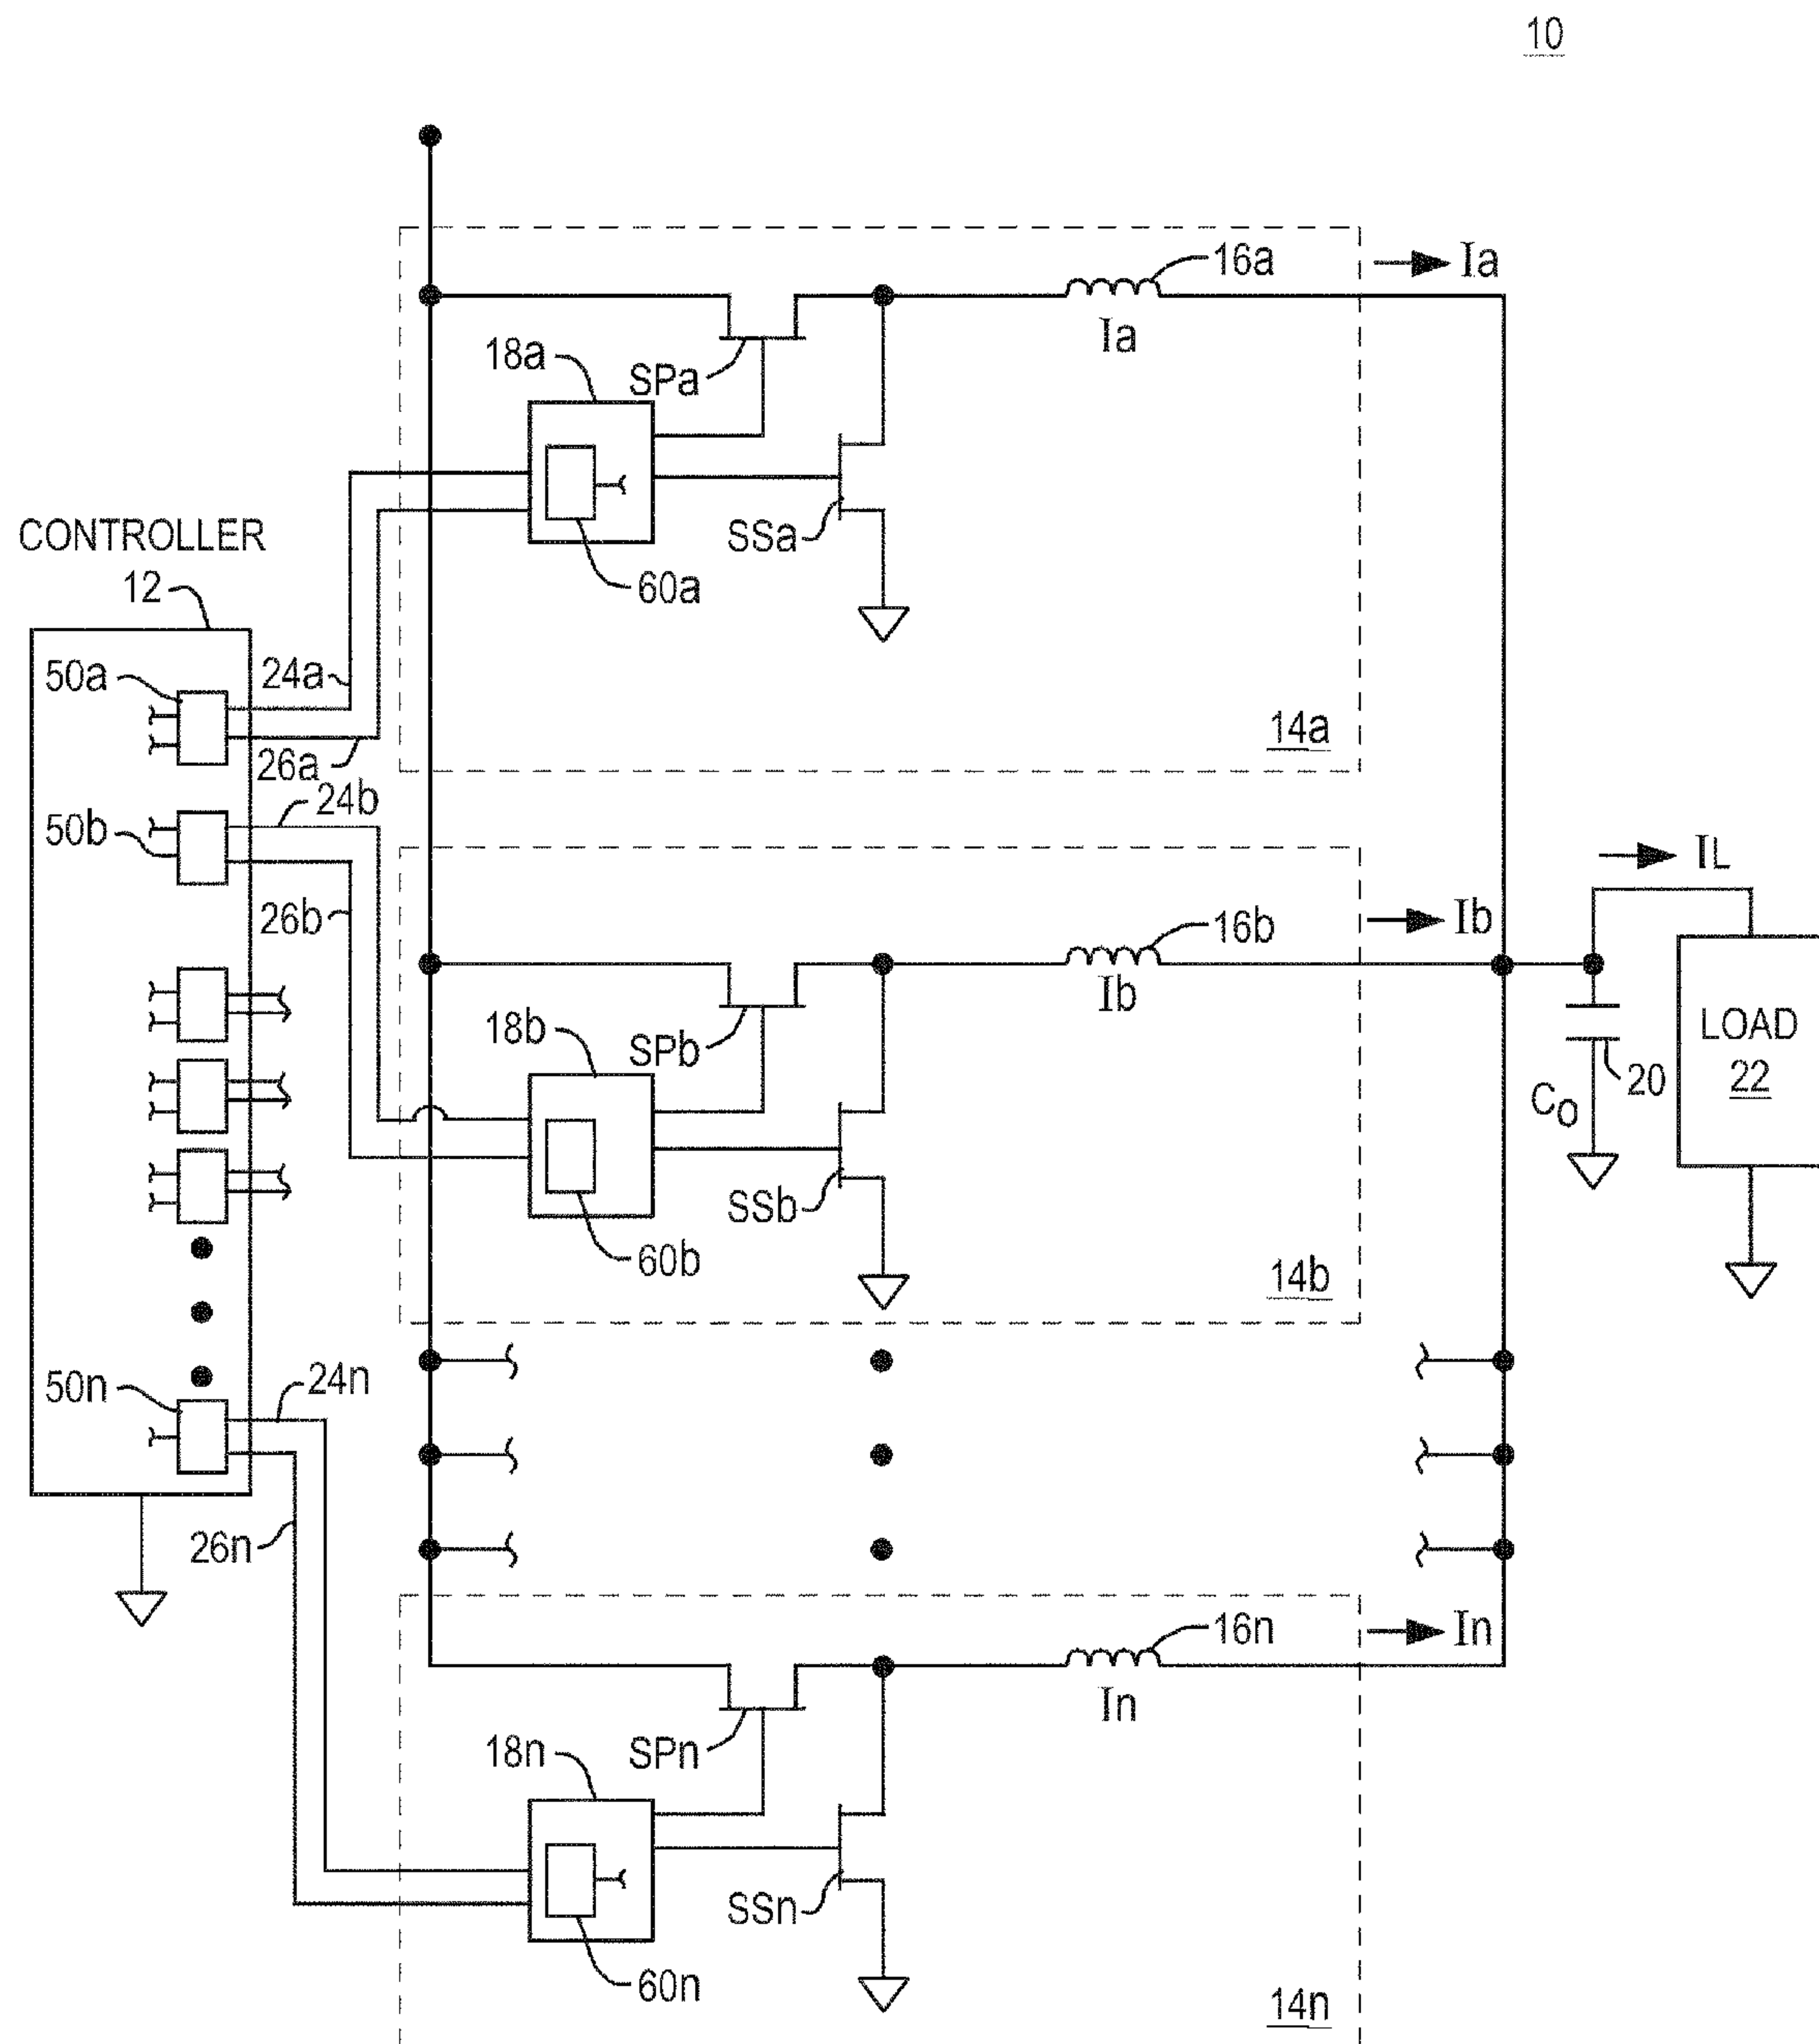 10
16a
Ia
Ia
18a
SPa
SSa
60a
CONTROLLER
12
50a
24a
26a
14a
24b
50b
26b
IL
Ib
16b
Ib
18b
SPb
SSb
60b
14b
LOAD
22
20
CO
50n
24n
26n
In
16n
In
18n
SPn
SSn
60n
14n